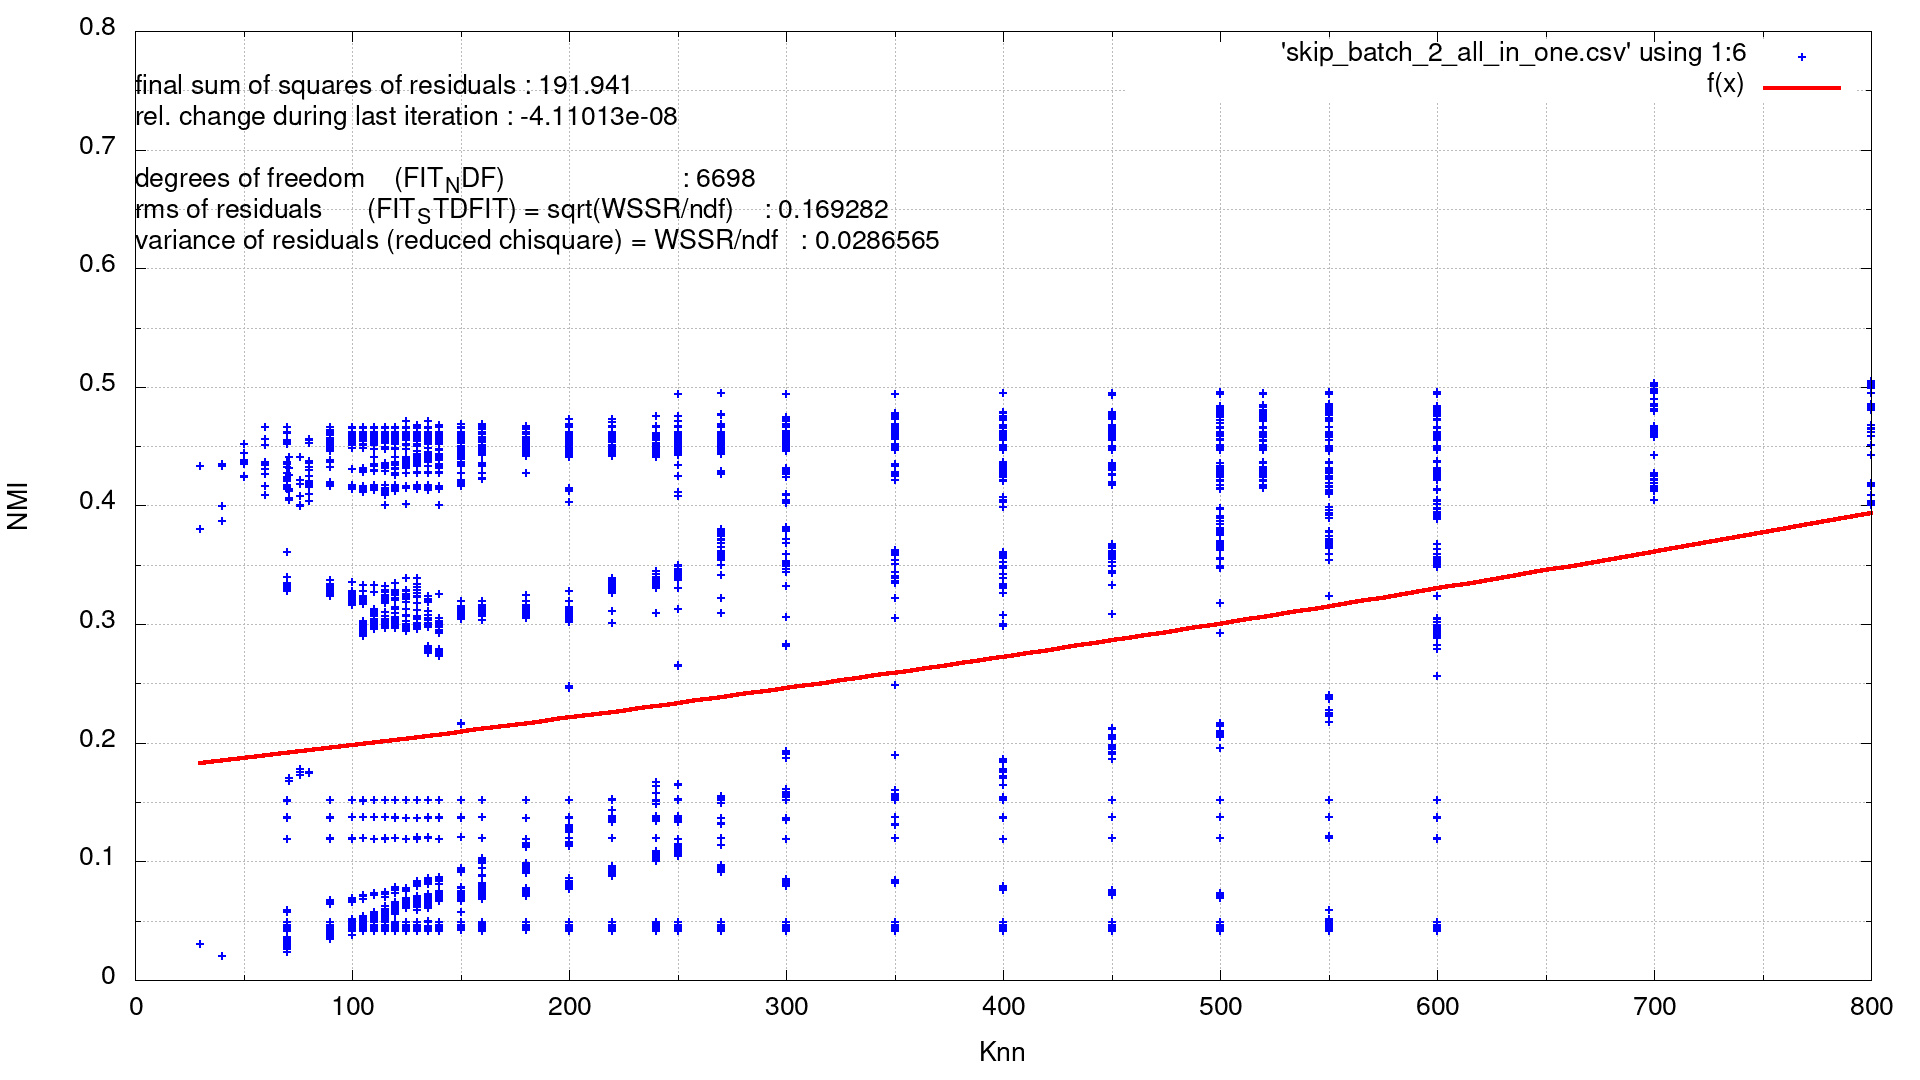 'skip_batch_2_all_in_one.csv' using 1:6
f(x)
final sum of squares of residuals : 191.941
rel. change during last iteration : -4.11013e-08
degrees of freedom (FIT_NDF) : 6698
rms of residuals (FIT_STDFIT) = sqrt(WSSR/ndf) : 0.169282
variance of residuals (reduced chisquare) = WSSR/ndf : 0.0286565
0.8
0.7
0.6
0.5
0.4
0.3
0.2
0.1
0
NMI
0 100 200 300 400 500 600 700 800
Knn